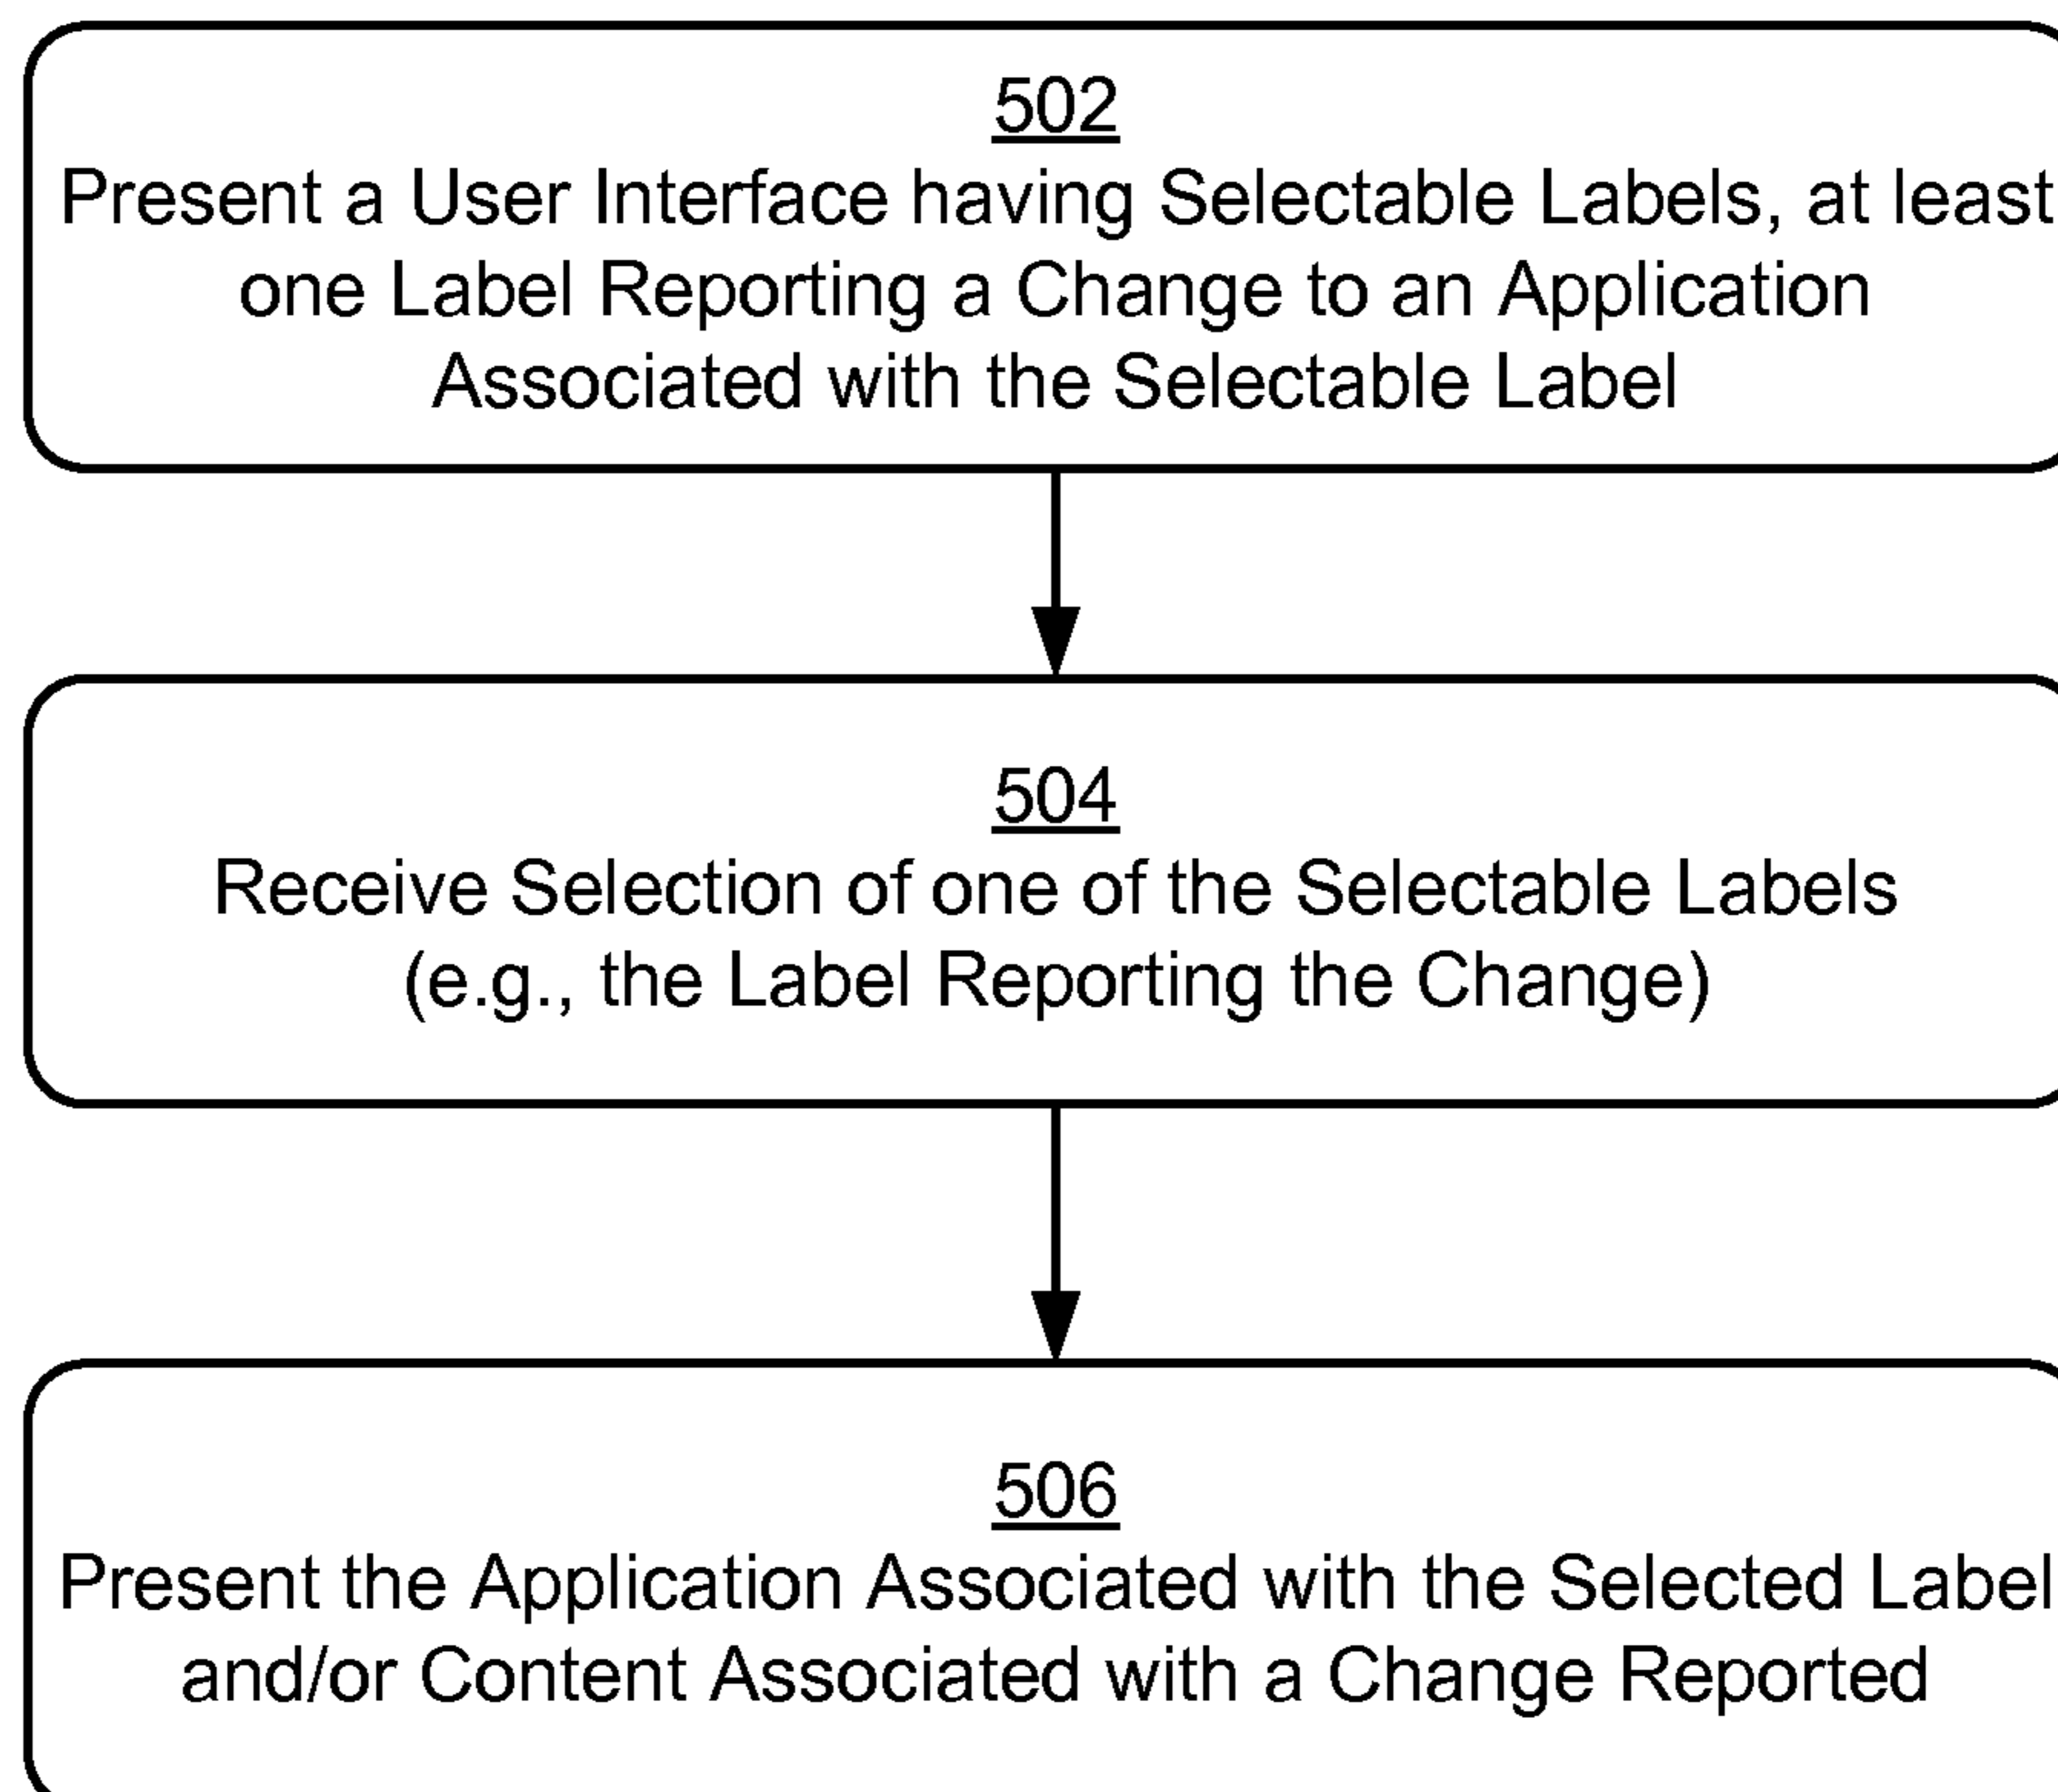 502
Present a User Interface having Selectable Labels, at least
one Label Reporting a Change to an Application
Associated with the Selectable Label
504
Receive Selection of one of the Selectable Labels
(e.g., the Label Reporting the Change)
506
Present the Application Associated with the Selected Label
and/or Content Associated with a Change Reported